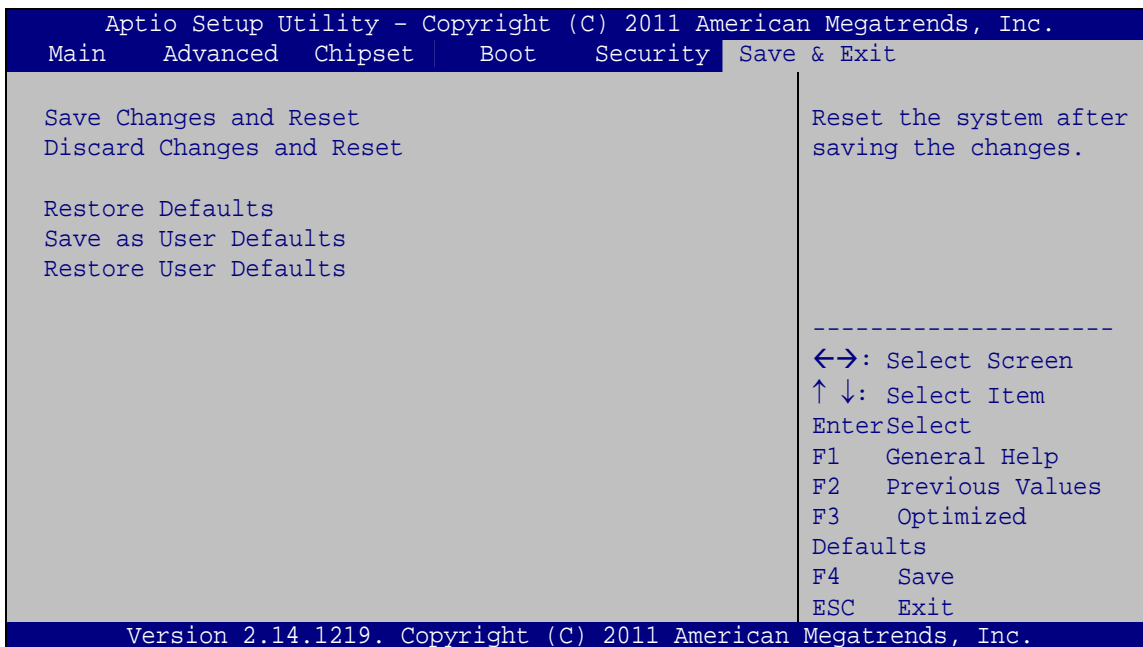 Aptio Setup Utility – Copyright (C) 2011 American Megatrends, Inc.
Main Advanced Chipset Boot Security Save & Exit
Save Changes and Reset
Discard Changes and Reset
Restore Defaults
Save as User Defaults
Restore User Defaults
Reset the system after
saving the changes.
---------------------
←→: Select Screen
↑ ↓: Select Item
EnterSelect
F1 General Help
F2 Previous Values
F3 Optimized
Defaults
F4 Save
ESC Exit
Version 2.14.1219. Copyright (C) 2011 American Megatrends, Inc.